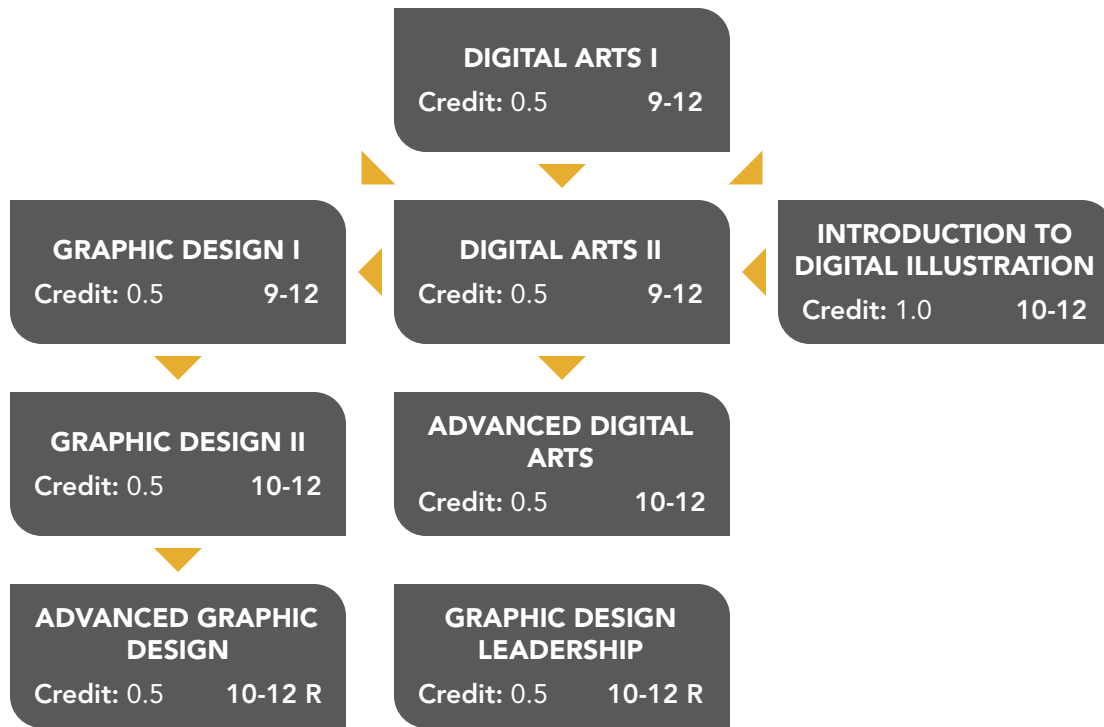 DIGITAL ARTS I
Credit: 0.5 9-12
GRAPHIC DESIGN I
Credit: 0.5 9-12
DIGITAL ARTS II
Credit: 0.5 9-12
INTRODUCTION TO
DIGITAL ILLUSTRATION
Credit: 1.0 10-12
GRAPHIC DESIGN II
Credit: 0.5 10-12
ADVANCED DIGITAL
ARTS
Credit: 0.5 10-12
ADVANCED GRAPHIC
DESIGN
Credit: 0.5 10-12 R
GRAPHIC DESIGN
LEADERSHIP
Credit: 0.5 10-12 R